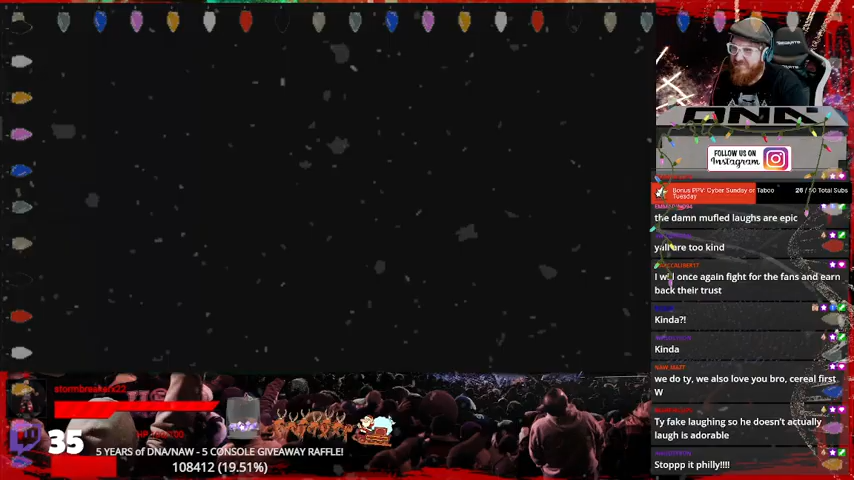 DNA
FOLLOW US ON
Instagram
Bonus PPV: Cyber Sunday or Taboo
Tuesday
26 / 50 Total Subs
the damn mufled laughs are epic
yall are too kind
I will once again fight for the fans and earn
back their trust
Kinda?!
Kinda
we do ty, we also love you bro, cereal first
W
Ty fake laughing so he doesn't actually
laugh is adorable
Stoppp it philly!!!!
stormbreakerx22
35
5 YEARS of DNA/NAW - 5 CONSOLE GIVEAWAY RAFFLE!
108412 (19.51%)